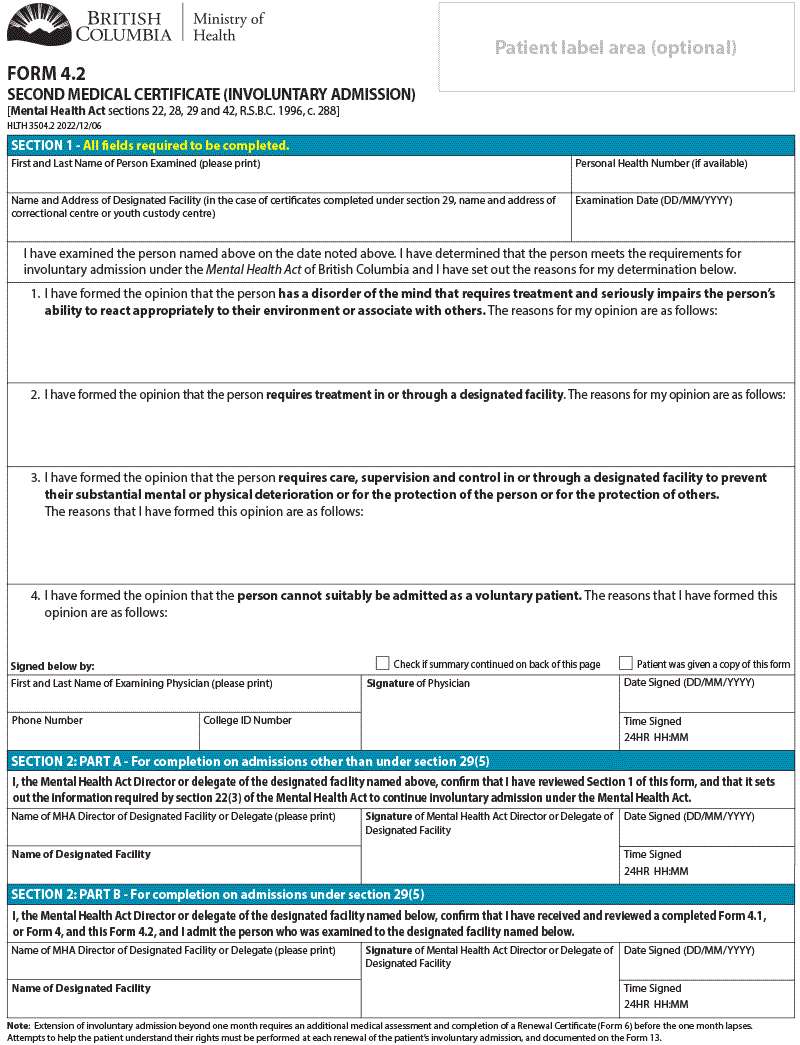 BRITISH
COLUMBIA
Ministry of
Health
Patient label area (optional)
FORM 4.2
SECOND MEDICAL CERTIFICATE (INVOLUNTARY ADMISSION)
[Mental Health Act sections 22, 28, 29 and 42, R.S.B.C. 1996, c. 288]
HLTH 3504.2 2022/12/06
SECTION 1 - All fields required to be completed.
First and Last Name of Person Examined (please print)
Personal Health Number (if available)
Name and Address of Designated Facility (in the case of certificates completed under section 29, name and address of
correctional centre or youth custody centre)
Examination Date (DD/MM/YYYY)
I have examined the person named above on the date noted above. I have determined that the person meets the requirements for
involuntary admission under the Mental Health Act of British Columbia and I have set out the reasons for my determination below.
1. I have formed the opinion that the person has a disorder of the mind that requires treatment and seriously impairs the person's
ability to react appropriately to their environment or associate with others. The reasons for my opinion are as follows:
2. I have formed the opinion that the person requires treatment in or through a designated facility. The reasons for my opinion are as follows:
3. I have formed the opinion that the person requires care, supervision and control in or through a designated facility to prevent
their substantial mental or physical deterioration or for the protection of the person or for the protection of others.
The reasons that I have formed this opinion are as follows:
4. I have formed the opinion that the person cannot suitably be admitted as a voluntary patient. The reasons that I have formed this
opinion are as follows:
Signed below by:
Check if summary continued on back of this page
Patient was given a copy of this form
First and Last Name of Examining Physician (please print)
Signature of Physician
Date Signed (DD/MM/YYYY)
Phone Number
College ID Number
Time Signed
24HR HH:MM
SECTION 2: PART A - For completion on admissions other than under section 29(5)
I, the Mental Health Act Director or delegate of the designated facility named above, confirm that I have reviewed Section 1 of this form, and that it sets
out the information required by section 22(3) of the Mental Health Act to continue involuntary admission under the Mental Health Act.
Name of MHA Director of Designated Facility or Delegate (please print)
Signature of Mental Health Act Director or Delegate of
Designated Facility
Date Signed (DD/MM/YYYY)
Name of Designated Facility
Time Signed
24HR HH:MM
SECTION 2: PART B - For completion on admissions under section 29(5)
I, the Mental Health Act Director or delegate of the designated facility named below, confirm that I have received and reviewed a completed Form 4.1,
or Form 4, and this Form 4.2, and I admit the person who was examined to the designated facility named below.
Name of MHA Director of Designated Facility or Delegate (please print)
Signature of Mental Health Act Director or Delegate of
Designated Facility
Date Signed (DD/MM/YYYY)
Name of Designated Facility
Time Signed
24HR HH:MM
Note: Extension of involuntary admission beyond one month requires an additional medical assessment and completion of a Renewal Certificate (Form 6) before the one month lapses.
Attempts to help the patient understand their rights must be performed at each renewal of the patient's involuntary admission, and documented on the Form 13.